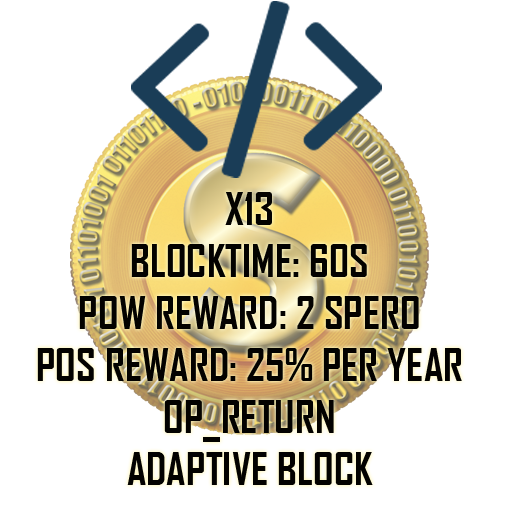 </>
X13
BLOCKTIME: 60S
POW REWARD: 2 SPERO
POS REWARD: 25% PER YEAR
OP_RETURN
ADAPTIVE BLOCK
S